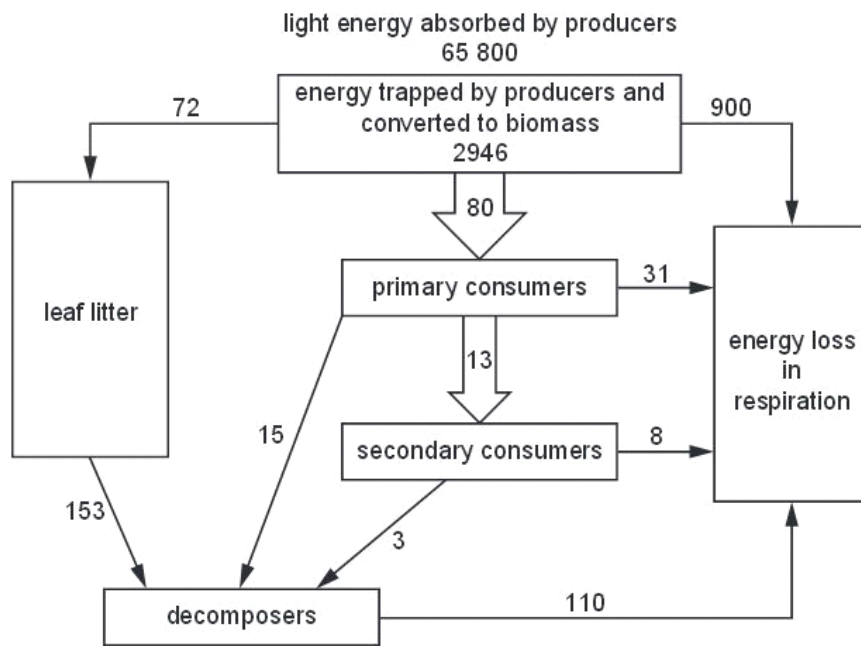 light energy absorbed by producers
65 800
energy trapped by producers and
converted to biomass
2946
72
900
80
leaf litter
primary consumers
31
energy loss
in
respiration
13
15
secondary consumers
8
153
3
decomposers
110